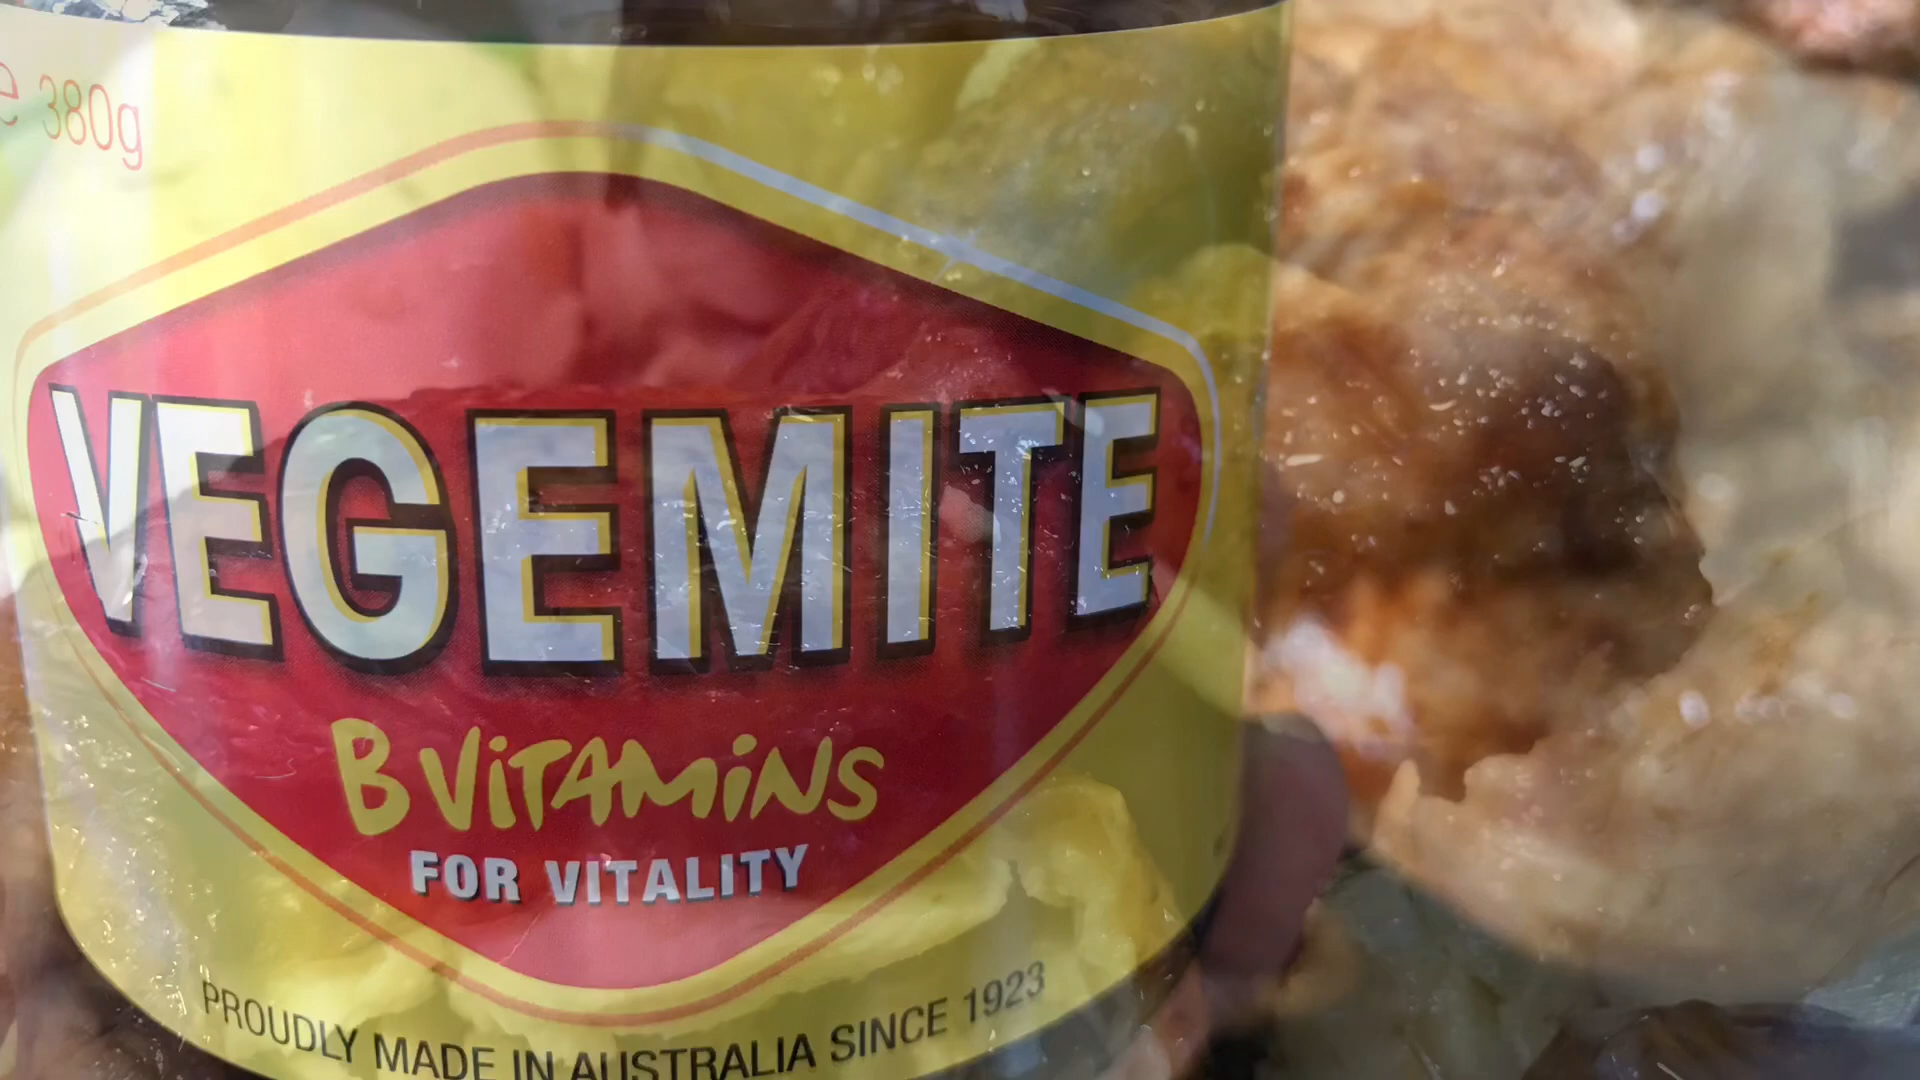 e 380g
VEGEMITE
B VITAMINS
FOR VITALITY
PROUDLY MADE IN AUSTRALIA SINCE 1923